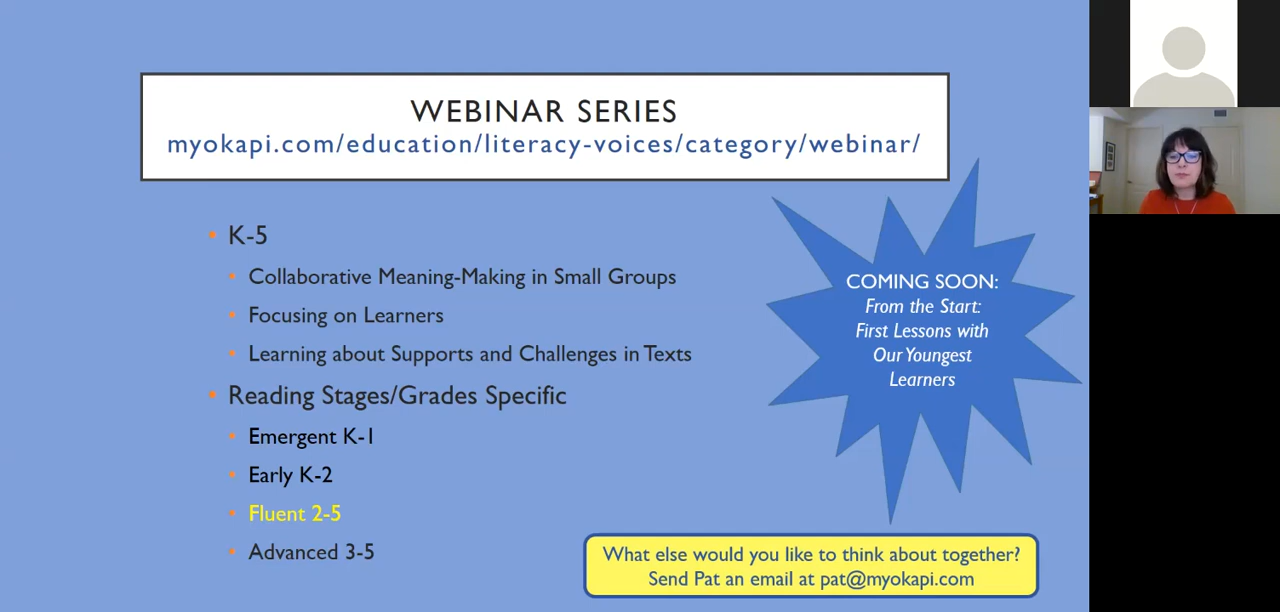 WEBINAR SERIES
myokapi.com/education/literacy-voices/category/webinar/
• K-5
• Collaborative Meaning-Making in Small Groups
• Focusing on Learners
• Learning about Supports and Challenges in Texts
• Reading Stages/Grades Specific
• Emergent K-1
• Early K-2
• Fluent 2-5
• Advanced 3-5
COMING SOON:
From the Start:
First Lessons with
Our Youngest
Learners
What else would you like to think about together?
Send Pat an email at pat@myokapi.com